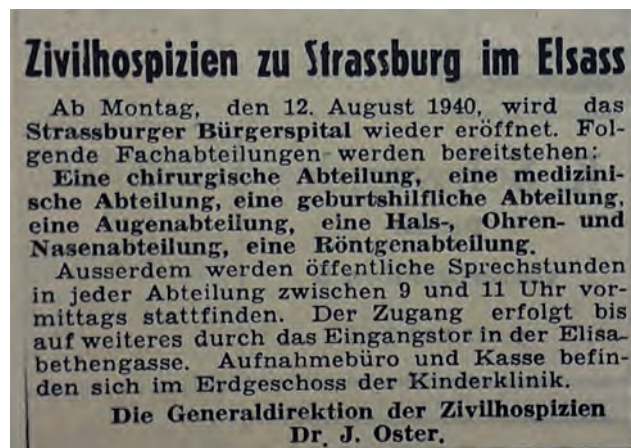 Zivilhospizien zu Strassburg im Elsass
Ab Montag, den 12. August 1940, wird das
Strassburger Bürgerspital wieder eröffnet. Fol-
gende Fachabteilungen werden bereitstehen:
Eine chirurgische Abteilung, eine medizini-
sche Abteilung, eine geburtshilfliche Abteilung,
eine Augenabteilung, eine Hals-, Ohren- und
Nasenabteilung, eine Röntgenabteilung.
Ausserdem werden öffentliche Sprechstunden
in jeder Abteilung zwischen 9 und 11 Uhr vor-
mittags stattfinden. Der Zugang erfolgt bis
auf weiteres durch das Eingangstor in der Elisa-
bethengasse. Aufnahmebüro und Kasse befin-
den sich im Erdgeschoss der Kinderklinik.
Die Generaldirektion der Zivilhospizien
Dr. J. Oster.